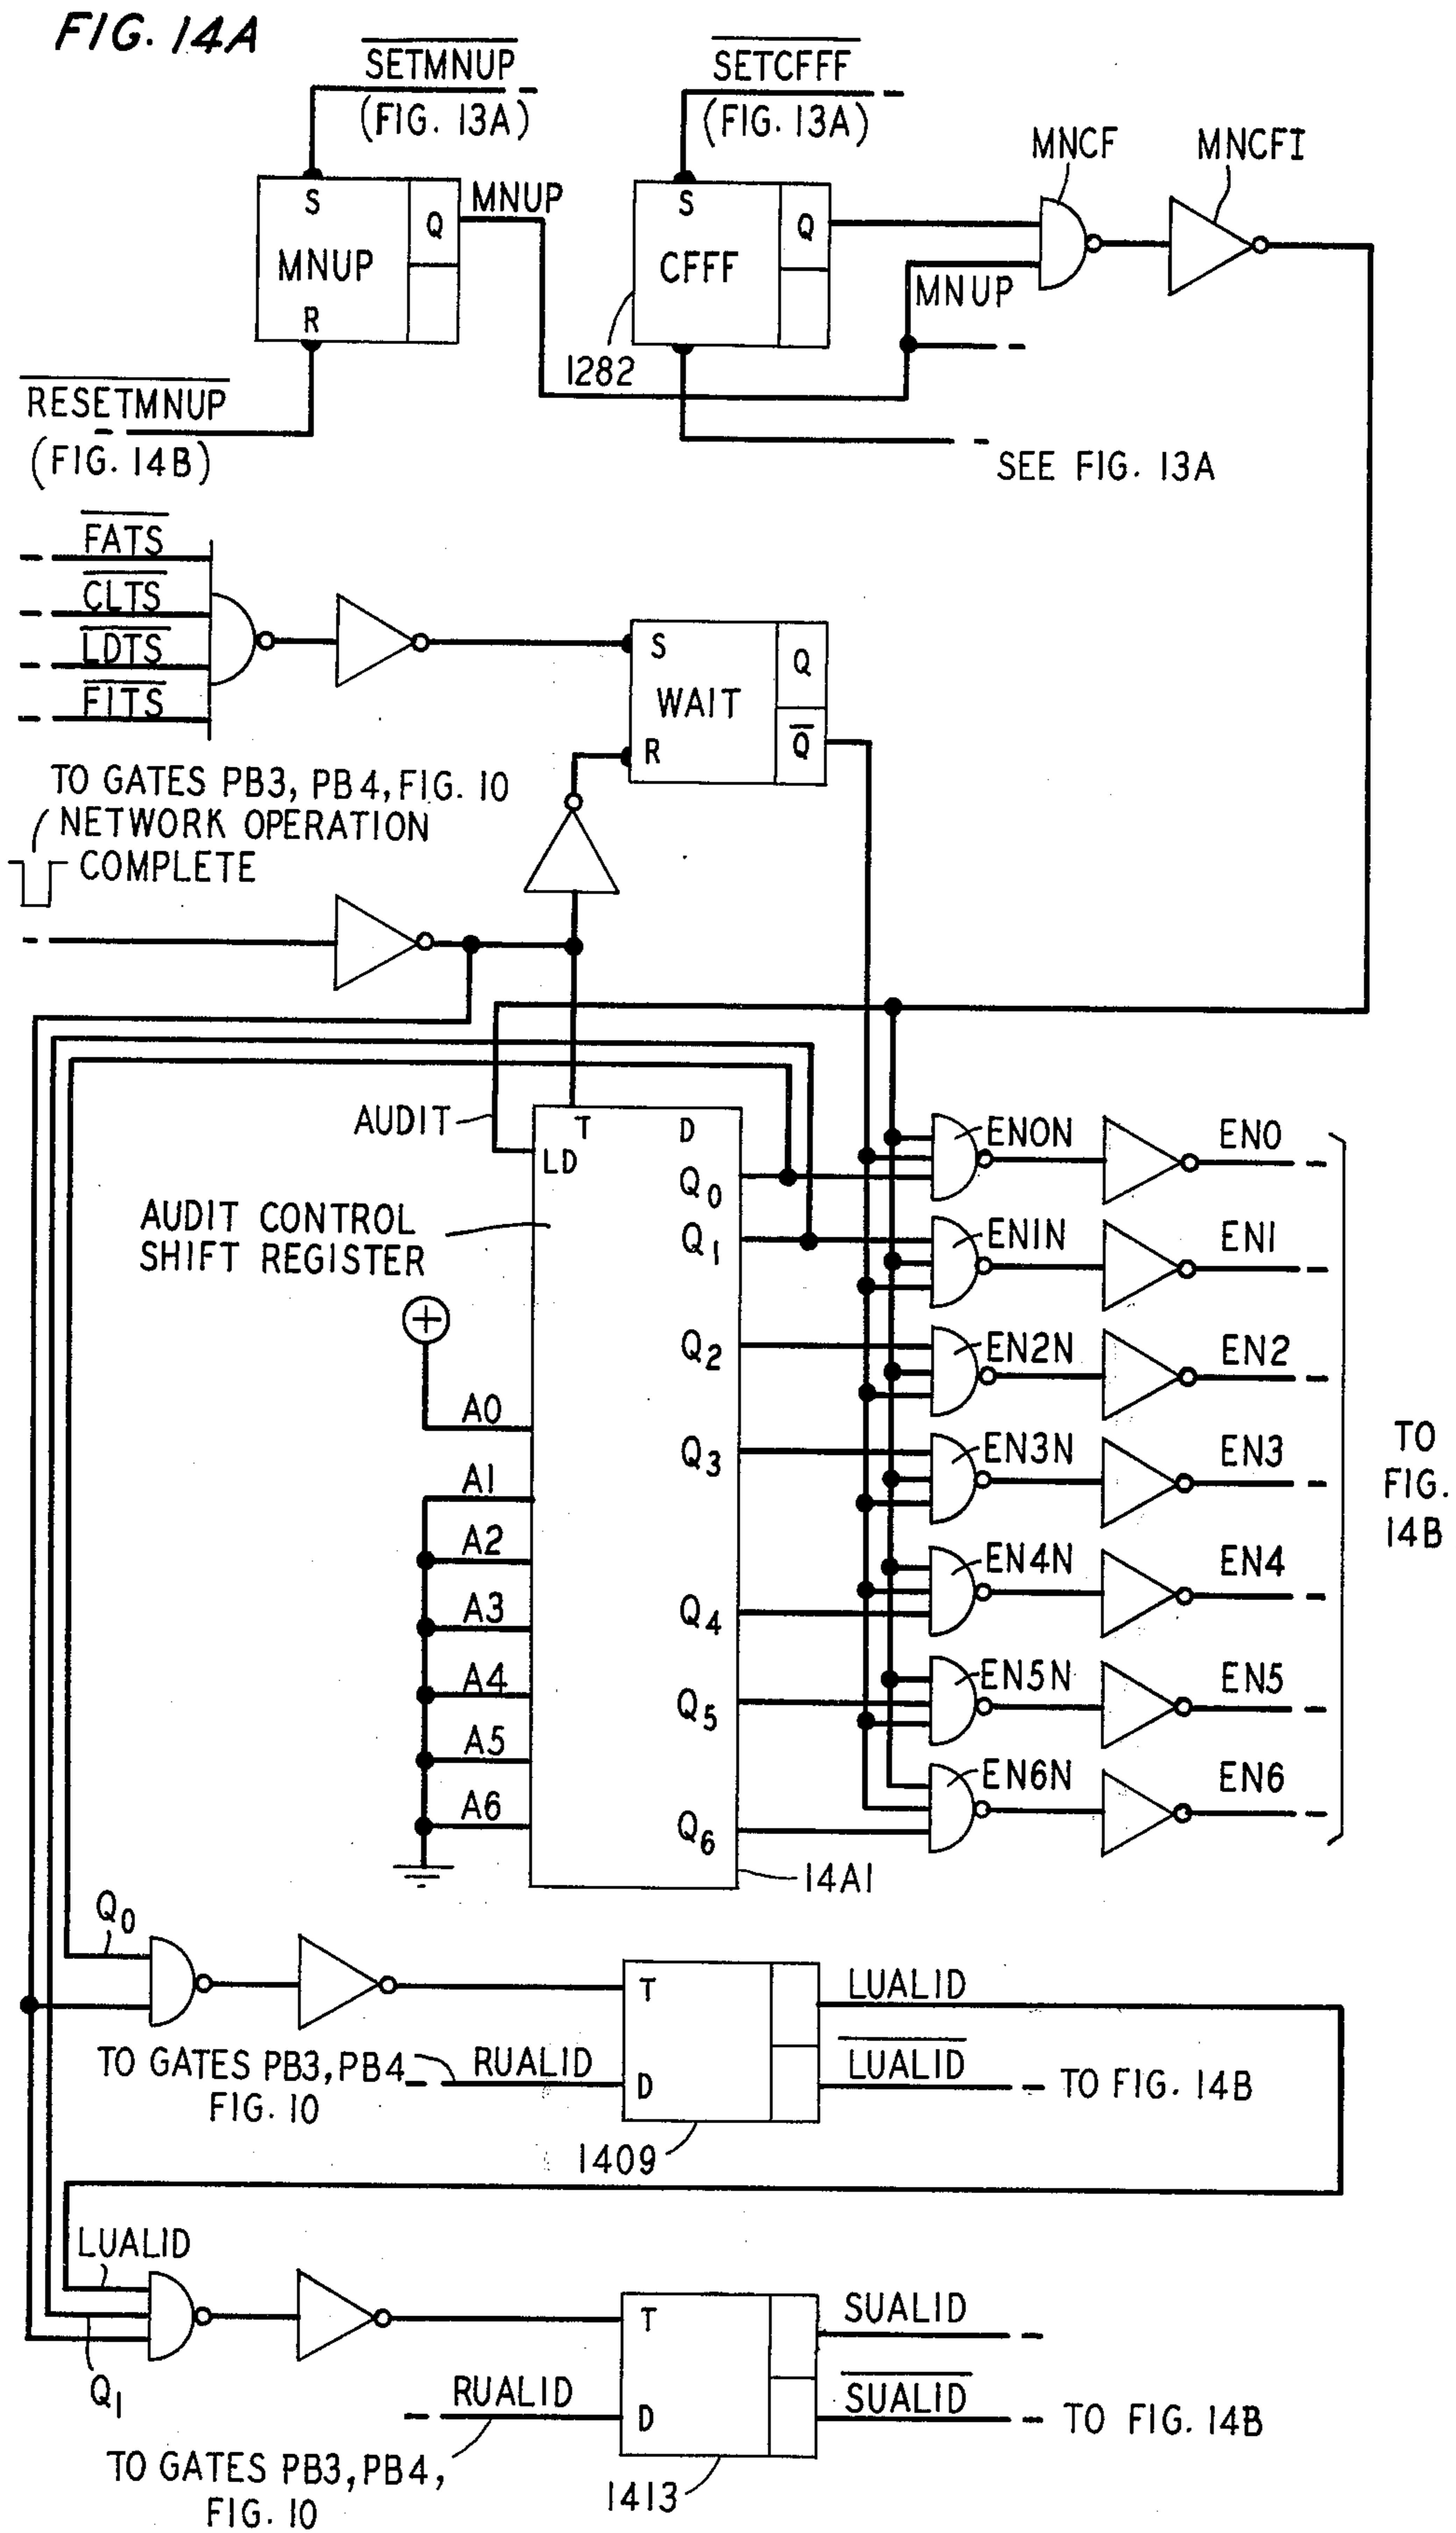 FIG. 14A
SETMNUP
(FIG. 13A)
SETCFFF
(FIG. 13A)
MNCF
MNCFI
S
Q
MNUP
MNUP
R
S
Q
CFFF
MNUP
1282
RESETMNUP
(FIG. 14B)
SEE FIG. 13A
FATS
CLTS
LDTS
FITS
S
Q
WAIT
R
Q
TO GATES PB3, PB4, FIG. 10
NETWORK OPERATION
COMPLETE
AUDIT
T
D
LD
AUDIT CONTROL
SHIFT REGISTER
Q0
Q1
Q2
Q3
Q4
Q5
Q6
A0
A1
A2
A3
A4
A5
A6
14A1
EN0N
EN0
EN1N
EN1
EN2N
EN2
EN3N
EN3
EN4N
EN4
EN5N
EN5
EN6N
EN6
TO
FIG.
14B
Q0
T
LUALID
TO GATES PB3, PB4
FIG. 10
RUALID
D
LUALID
TO FIG. 14B
1409
LUALID
Q1
T
SUALID
RUALID
D
SUALID
TO FIG. 14B
TO GATES PB3, PB4,
FIG. 10
1413